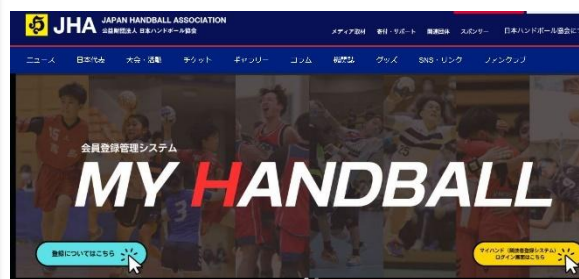 JHA JAPAN HANDBALL ASSOCIATION
公益財団法人 日本ハンドボール協会
メディア取材 寄付・サポート 関連団体 スポンサー 日本ハンドボール協会に
ニュース 日本代表 大会・活動 チケット ギャラリー コラム 機関誌 グッズ SNS・リンク ファンクラブ
会員登録管理システム
MY HANDBALL
登録についてはこちら
マイハンド（関連登録システム）
ログイン画面はこちら